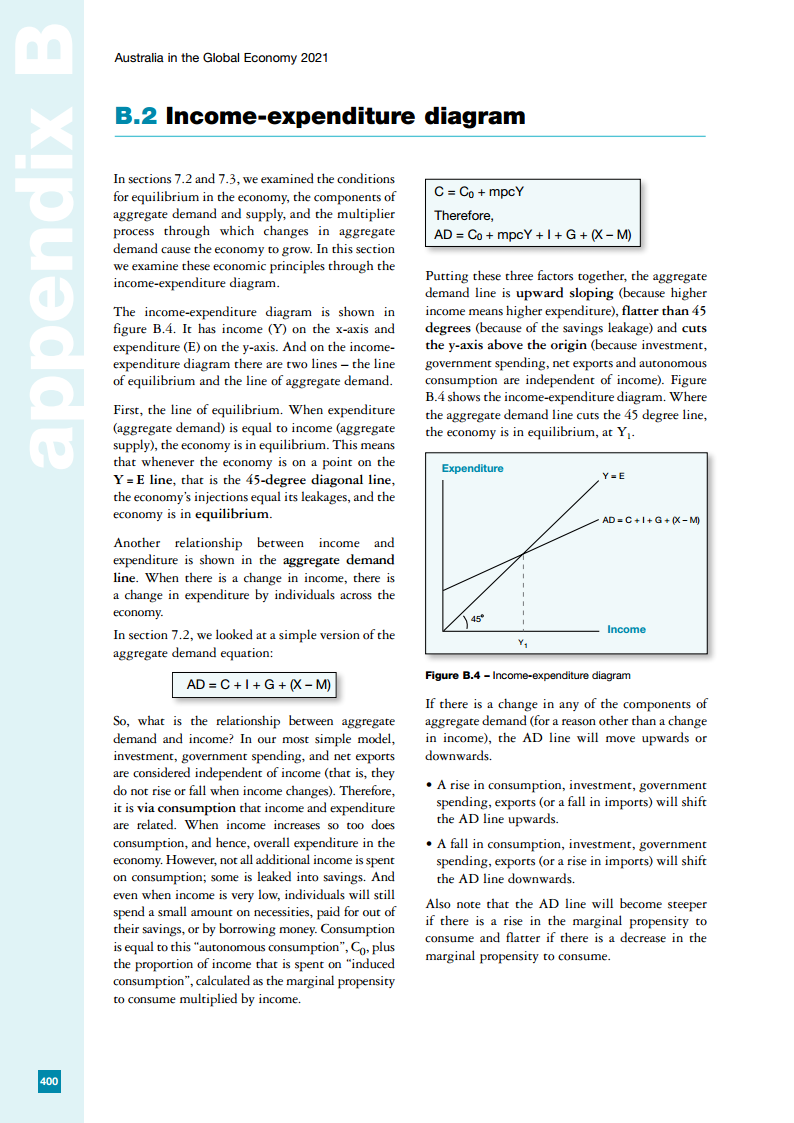 appendix B
Australia in the Global Economy 2021
B.2 Income-expenditure diagram
In sections 7.2 and 7.3, we examined the conditions
for equilibrium in the economy, the components of
aggregate demand and supply, and the multiplier
process through which changes in aggregate
demand cause the economy to grow. In this section
we examine these economic principles through the
income-expenditure diagram.
The income-expenditure diagram is shown in
figure B.4. It has income (Y) on the x-axis and
expenditure (E) on the y-axis. And on the income-
expenditure diagram there are two lines – the line
of equilibrium and the line of aggregate demand.
First, the line of equilibrium. When expenditure
(aggregate demand) is equal to income (aggregate
supply), the economy is in equilibrium. This means
that whenever the economy is on a point on the
Y = E line, that is the 45-degree diagonal line,
the economy's injections equal its leakages, and the
economy is in equilibrium.
Another relationship between income and
expenditure is shown in the aggregate demand
line. When there is a change in income, there is
a change in expenditure by individuals across the
economy.
In section 7.2, we looked at a simple version of the
aggregate demand equation:
AD = C + I + G + (X – M)
So, what is the relationship between aggregate
demand and income? In our most simple model,
investment, government spending, and net exports
are considered independent of income (that is, they
do not rise or fall when income changes). Therefore,
it is via consumption that income and expenditure
are related. When income increases so too does
consumption, and hence, overall expenditure in the
economy. However, not all additional income is spent
on consumption; some is leaked into savings. And
even when income is very low, individuals will still
spend a small amount on necessities, paid for out of
their savings, or by borrowing money. Consumption
is equal to this "autonomous consumption", C₀, plus
the proportion of income that is spent on "induced
consumption", calculated as the marginal propensity
to consume multiplied by income.
C = C₀ + mpcY
Therefore,
AD = C₀ + mpcY + I + G + (X – M)
Putting these three factors together, the aggregate
demand line is upward sloping (because higher
income means higher expenditure), flatter than 45
degrees (because of the savings leakage) and cuts
the y-axis above the origin (because investment,
government spending, net exports and autonomous
consumption are independent of income). Figure
B.4 shows the income-expenditure diagram. Where
the aggregate demand line cuts the 45 degree line,
the economy is in equilibrium, at Y₁.
Expenditure
Y = E
AD = C + I + G + (X – M)
45°
Income
Y₁
Figure B.4 – Income-expenditure diagram
If there is a change in any of the components of
aggregate demand (for a reason other than a change
in income), the AD line will move upwards or
downwards.
• A rise in consumption, investment, government
spending, exports (or a fall in imports) will shift
the AD line upwards.
• A fall in consumption, investment, government
spending, exports (or a rise in imports) will shift
the AD line downwards.
Also note that the AD line will become steeper
if there is a rise in the marginal propensity to
consume and flatter if there is a decrease in the
marginal propensity to consume.
400